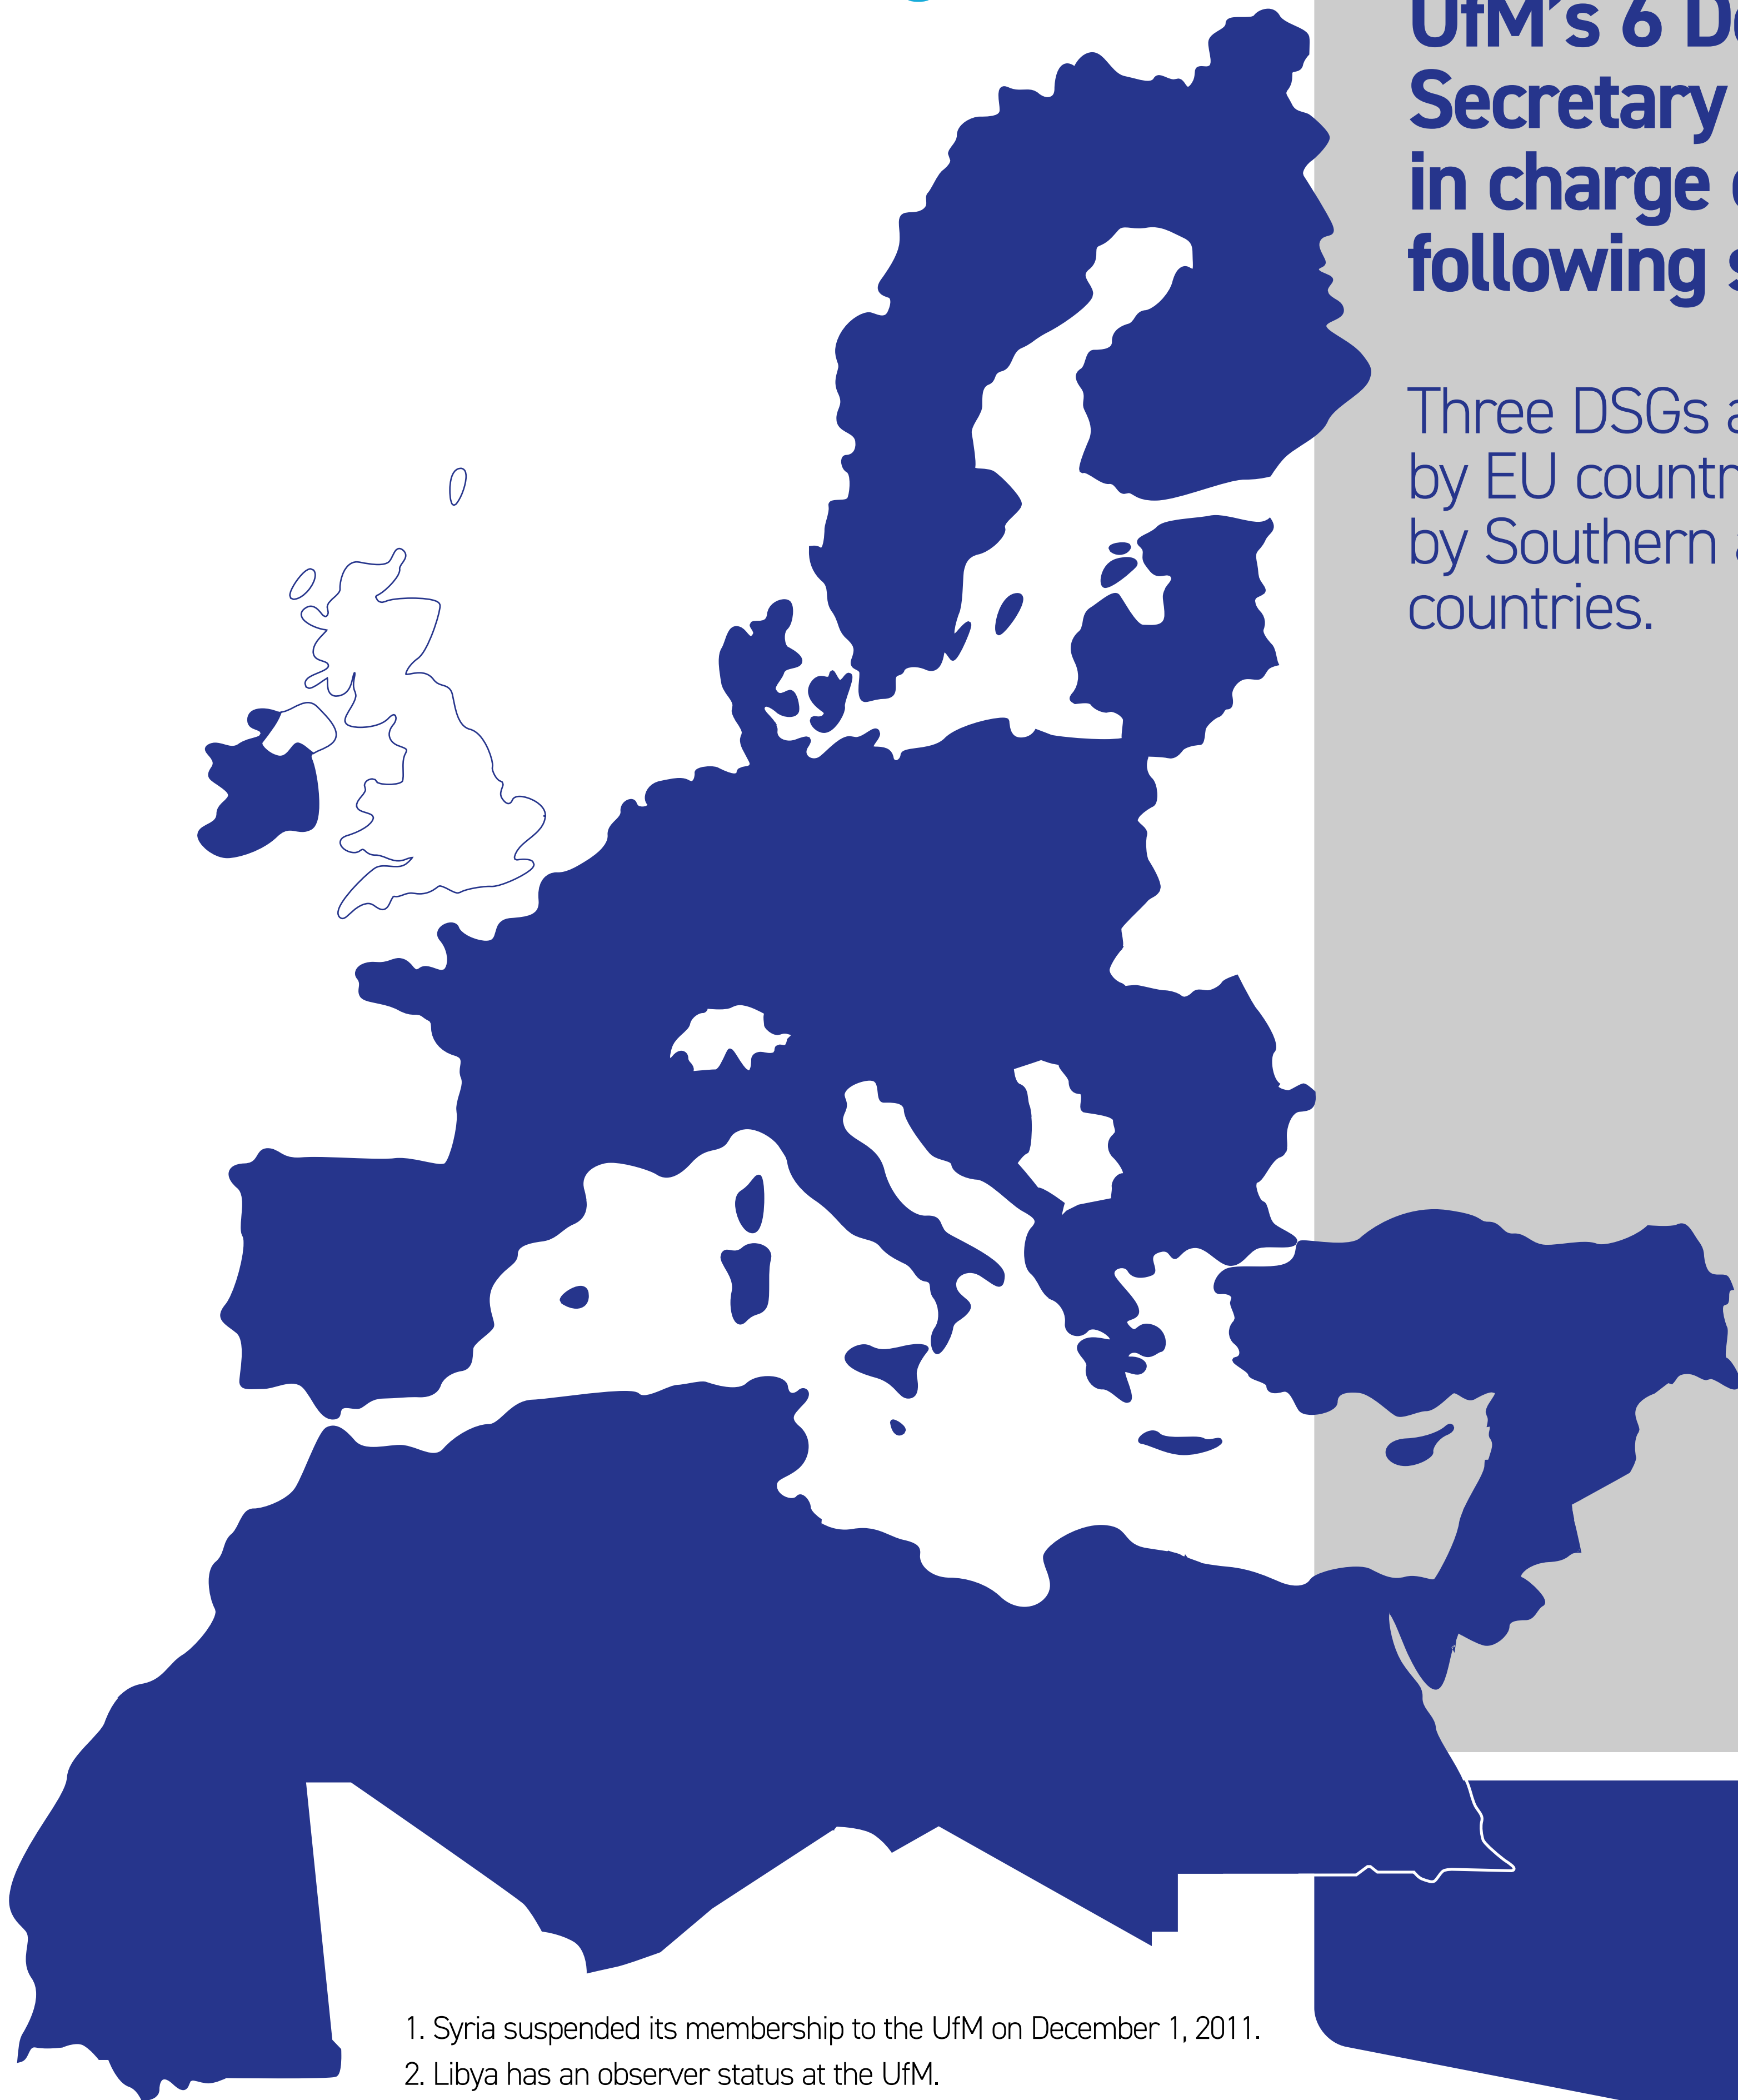 UfM's 6 D
Secretary
in charge
following
Three DSGs
by EU
by Southern
countries.
1. Syria suspended its membership to the UfM on December 1, 2011.
2. Libya has an observer status at the UfM.